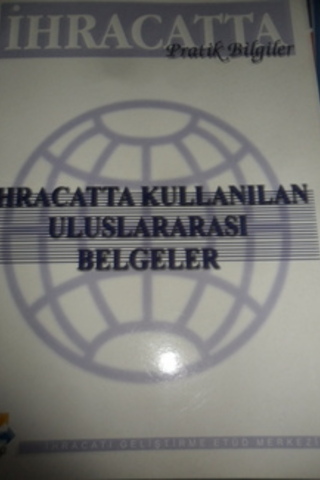 İHRACATTA
Pratik Bilgiler
HRACATTA KULLANILAN
ULUSLARARASI
BELGELER
İHRACATI GELİŞTİRME ETÜD MERKEZİ